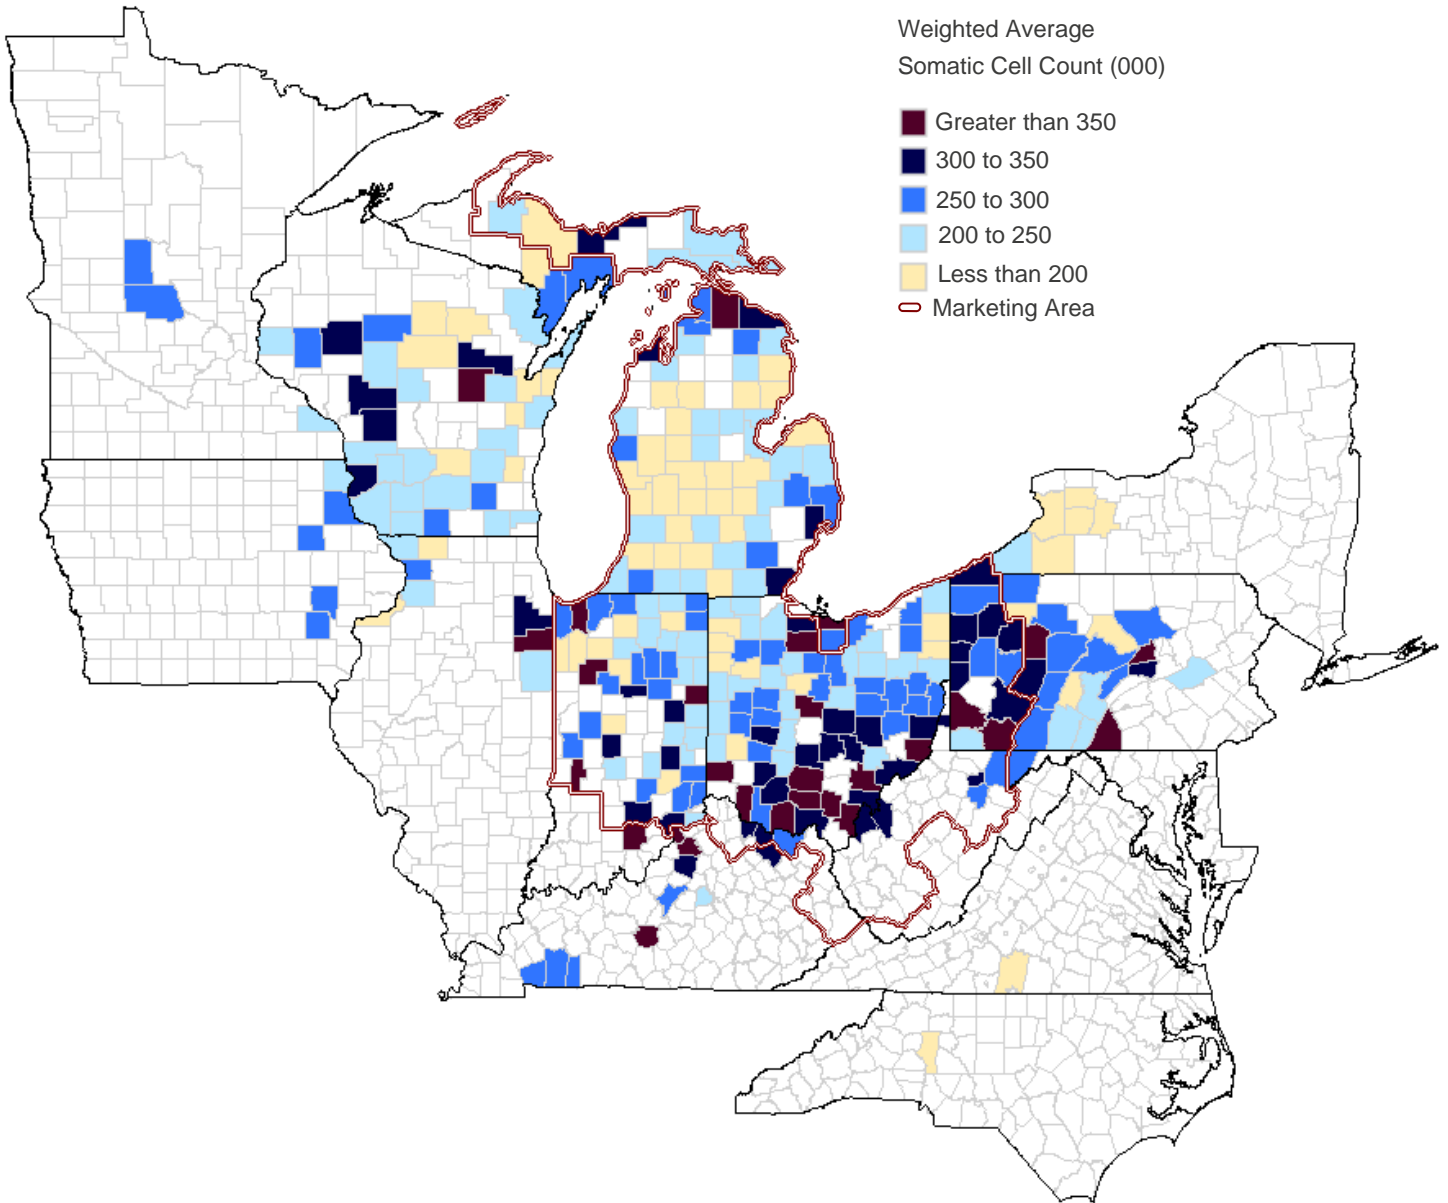 Weighted Average
Somatic Cell Count (000)
Greater than 350
300 to 350
250 to 300
200 to 250
Less than 200
Marketing Area